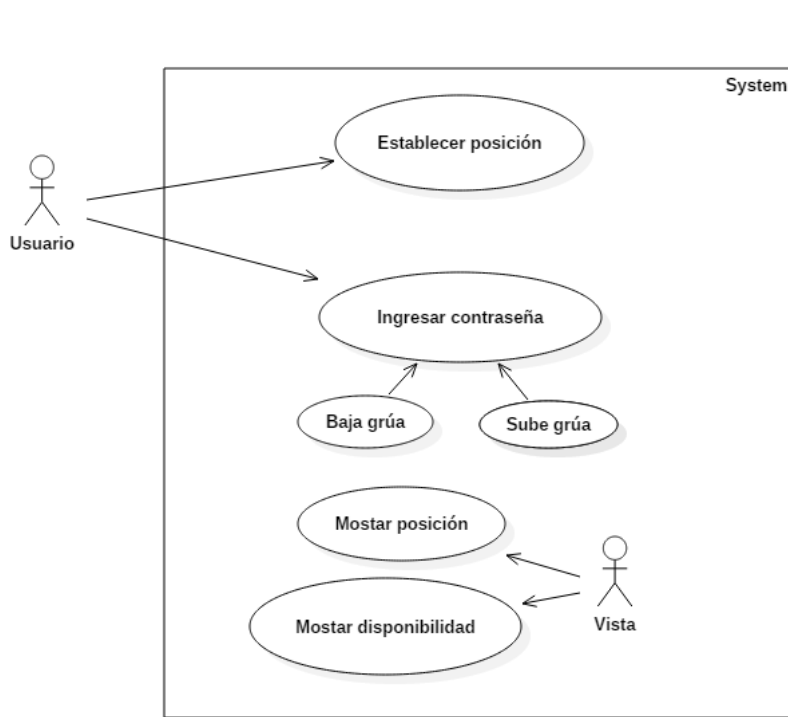 System
Establecer posición
Usuario
Ingresar contraseña
Baja grúa
Sube grúa
Mostar posición
Mostar disponibilidad
Vista